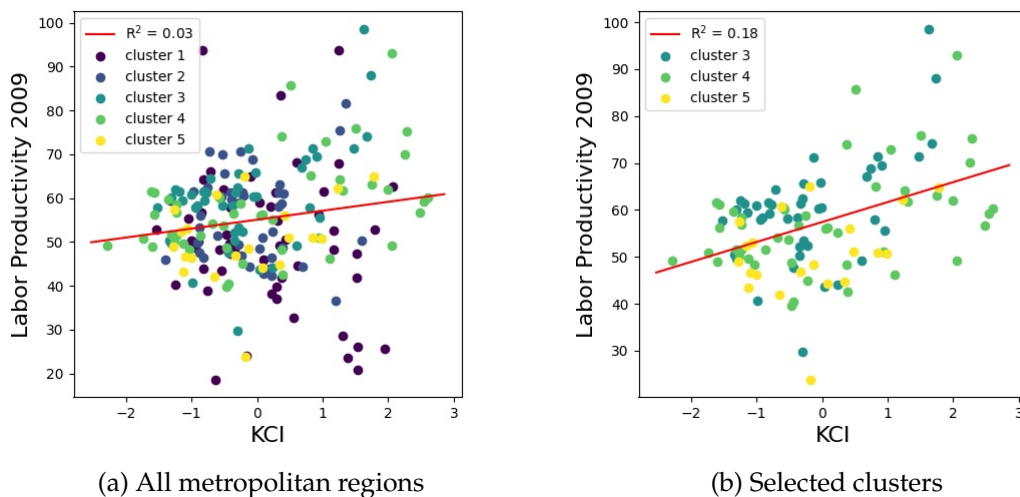 R² = 0.03
cluster 1
cluster 2
cluster 3
cluster 4
cluster 5
Labor Productivity 2009
100
90
80
70
60
50
40
30
20
−2
−1
0
1
2
3
KCI
(a) All metropolitan regions
R² = 0.18
cluster 3
cluster 4
cluster 5
Labor Productivity 2009
100
90
80
70
60
50
40
30
−2
−1
0
1
2
3
KCI
(b) Selected clusters